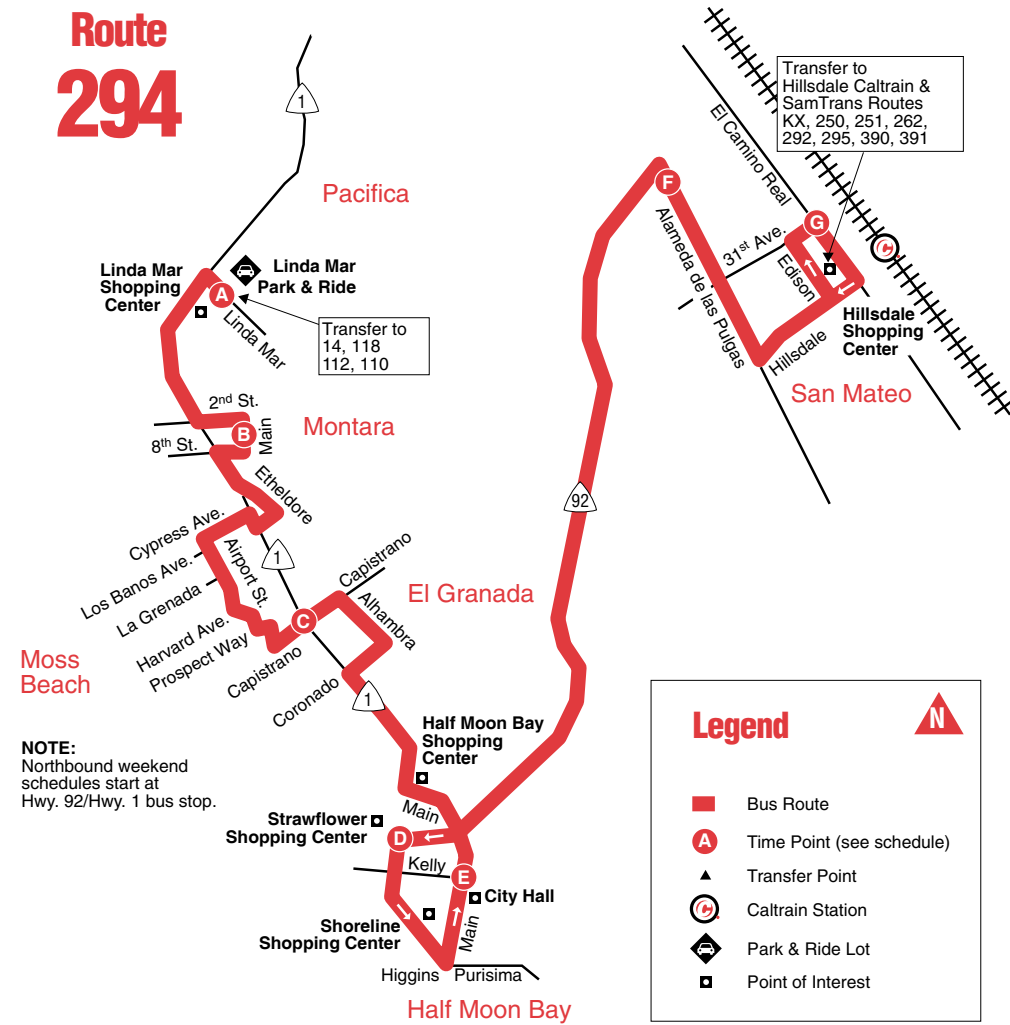 Route
294
1
Pacifica
Linda Mar
Shopping
Center
Linda Mar
Park & Ride
A
Linda Mar
Transfer to
14, 118
112, 110
2nd St.
8th St.
B
Main
Montara
Etheldore
Cypress Ave.
Los Banos Ave.
La Grenada
Harvard Ave.
Prospect Way
Airport St.
1
C
Capistrano
Capistrano
Alhambra
Coronado
El Granada
Moss
Beach
1
NOTE:
Northbound weekend
schedules start at
Hwy. 92/Hwy. 1 bus stop.
Half Moon Bay
Shopping
Center
Main
Strawflower
Shopping Center
D
Kelly
E
City Hall
Main
Shoreline
Shopping Center
Higgins
Purisima
Half Moon Bay
92
F
Alameda de las Pulgas
31st Ave.
El Camino Real
G
Edison
Hillsdale
Transfer to
Hillsdale Caltrain &
SamTrans Routes
KX, 250, 251, 262,
292, 295, 390, 391
C
Hillsdale
Shopping
Center
San Mateo
Legend
N
Bus Route
A
Time Point (see schedule)
Transfer Point
C
Caltrain Station
Park & Ride Lot
Point of Interest